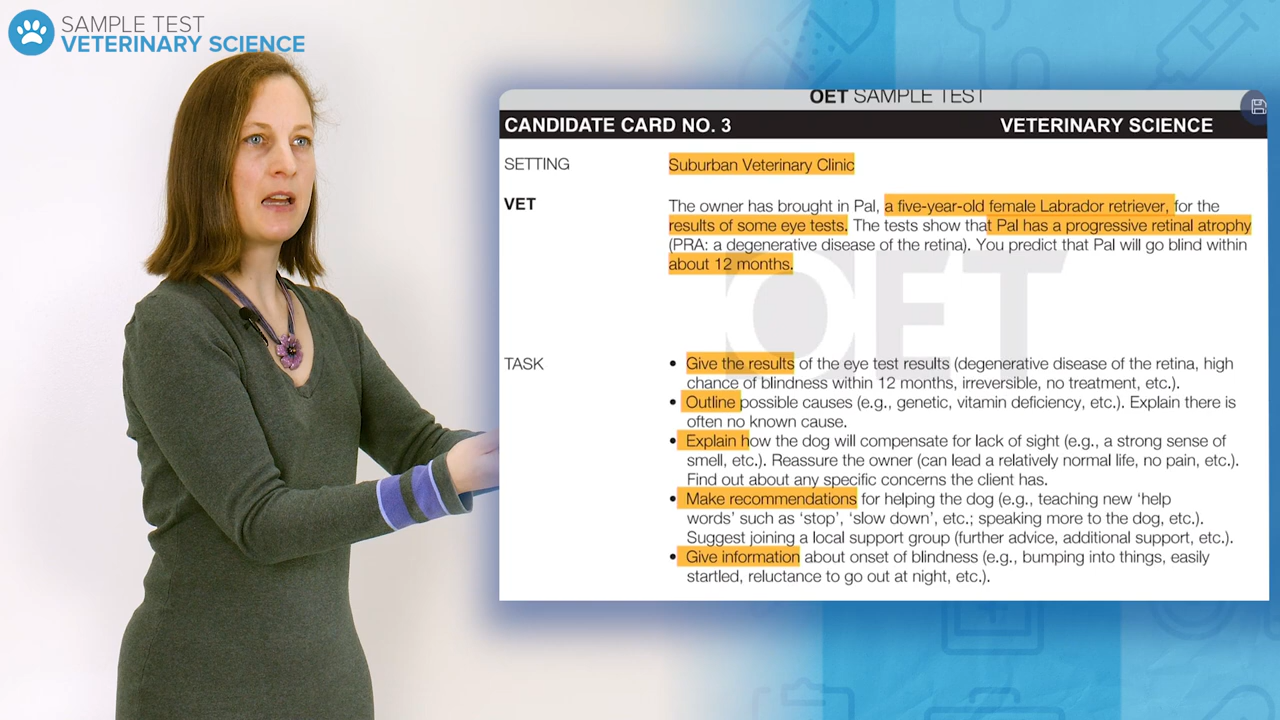 SAMPLE TEST
VETERINARY SCIENCE
OET SAMPLE TEST
CANDIDATE CARD NO. 3 VETERINARY SCIENCE
SETTING Suburban Veterinary Clinic
VET The owner has brought in Pal, a five-year-old female Labrador retriever, for the
results of some eye tests. The tests show that Pal has a progressive retinal atrophy
(PRA: a degenerative disease of the retina). You predict that Pal will go blind within
about 12 months.
OET
TASK • Give the results of the eye test results (degenerative disease of the retina, high
chance of blindness within 12 months, irreversible, no treatment, etc.).
• Outline possible causes (e.g., genetic, vitamin deficiency, etc.). Explain there is
often no known cause.
• Explain how the dog will compensate for lack of sight (e.g., a strong sense of
smell, etc.). Reassure the owner (can lead a relatively normal life, no pain, etc.).
Find out about any specific concerns the client has.
• Make recommendations for helping the dog (e.g., teaching new ‘help
words’ such as ‘stop’, ‘slow down’, etc.; speaking more to the dog, etc.).
Suggest joining a local support group (further advice, additional support, etc.).
• Give information about onset of blindness (e.g., bumping into things, easily
startled, reluctance to go out at night, etc.).